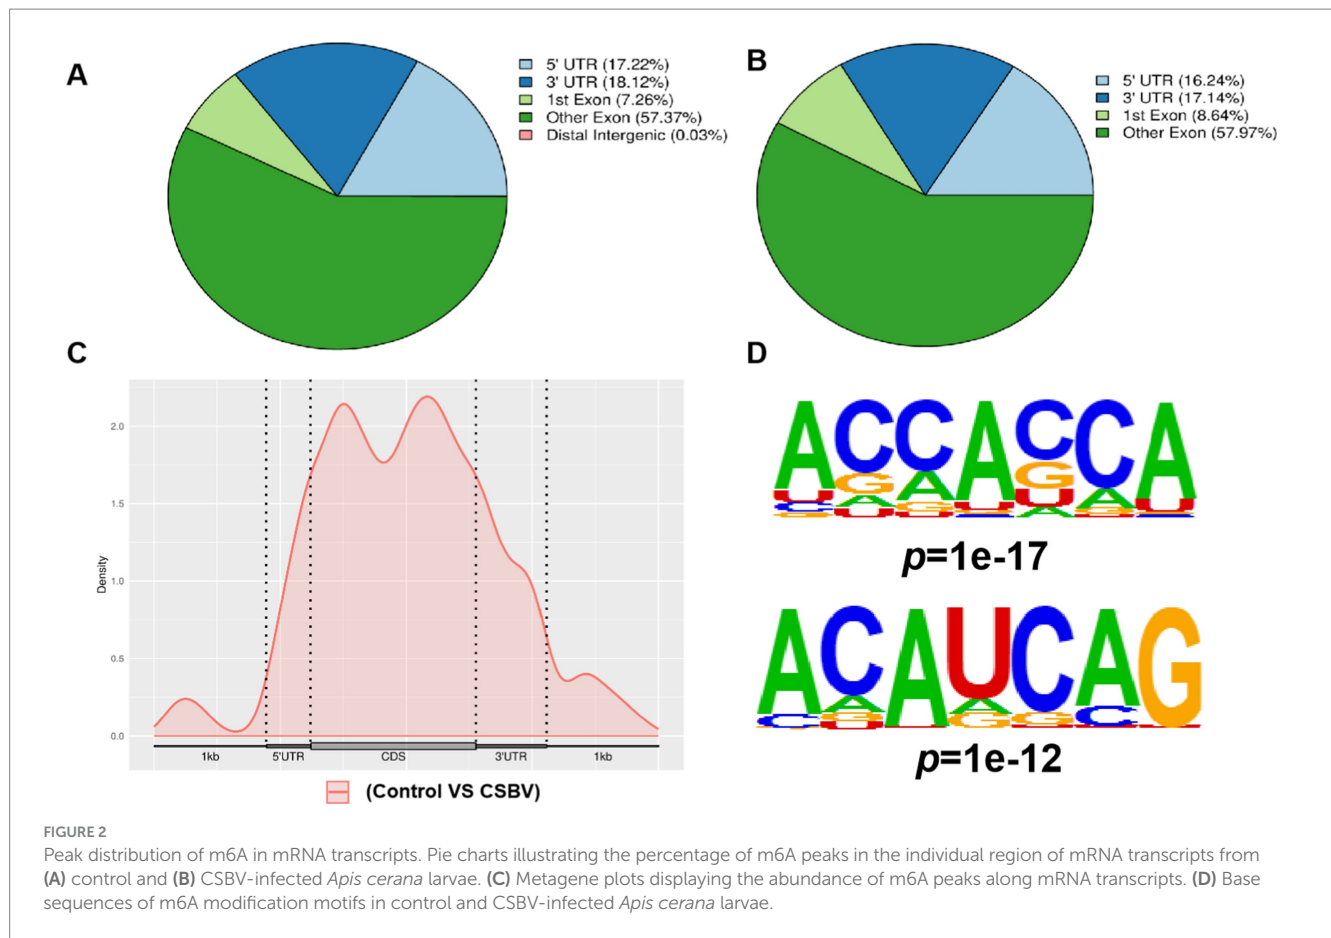 A
5' UTR (17.22%)
3' UTR (18.12%)
1st Exon (7.26%)
Other Exon (57.37%)
Distal Intergenic (0.03%)
B
5' UTR (16.24%)
3' UTR (17.14%)
1st Exon (8.64%)
Other Exon (57.97%)
C
Density
2.0
1.5
1.0
0.5
0.0
1kb 5'UTR CDS 3'UTR 1kb
(Control VS CSBV)
D
ACCACCA
p=1e-17
ACAUCAG
p=1e-12
FIGURE 2
Peak distribution of m6A in mRNA transcripts. Pie charts illustrating the percentage of m6A peaks in the individual region of mRNA transcripts from
(A) control and (B) CSBV-infected Apis cerana larvae. (C) Metagene plots displaying the abundance of m6A peaks along mRNA transcripts. (D) Base
sequences of m6A modification motifs in control and CSBV-infected Apis cerana larvae.